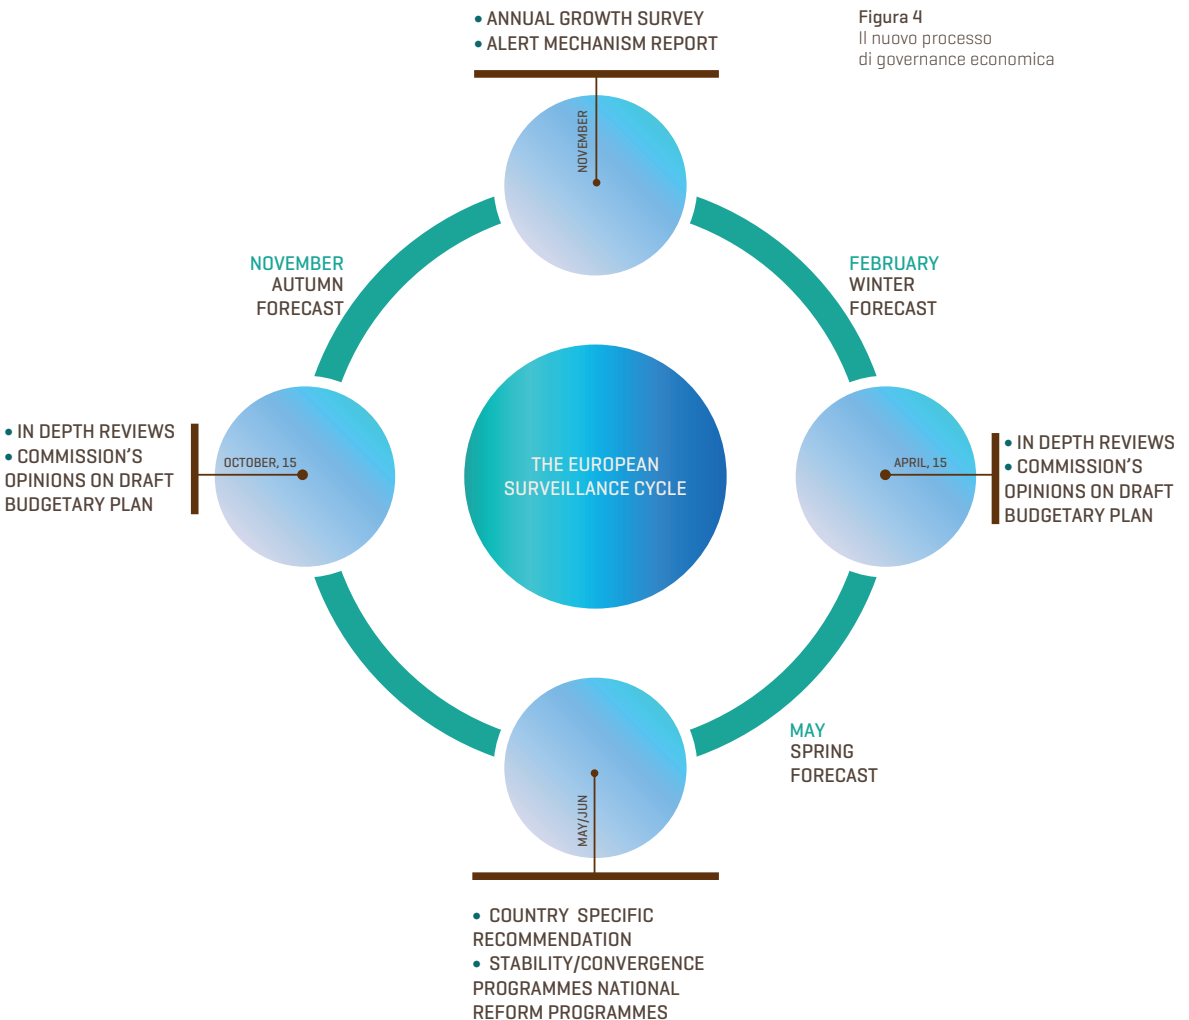 • ANNUAL GROWTH SURVEY
• ALERT MECHANISM REPORT
Figura 4
Il nuovo processo
di governance economica
NOVEMBER
NOVEMBER
AUTUMN
FORECAST
FEBRUARY
WINTER
FORECAST
• IN DEPTH REVIEWS
• COMMISSION'S
OPINIONS ON DRAFT
BUDGETARY PLAN
OCTOBER, 15
THE EUROPEAN
SURVEILLANCE CYCLE
APRIL, 15
• IN DEPTH REVIEWS
• COMMISSION'S
OPINIONS ON DRAFT
BUDGETARY PLAN
MAY
SPRING
FORECAST
MAY/JUN
• COUNTRY SPECIFIC
RECOMMENDATION
• STABILITY/CONVERGENCE
PROGRAMMES NATIONAL
REFORM PROGRAMMES